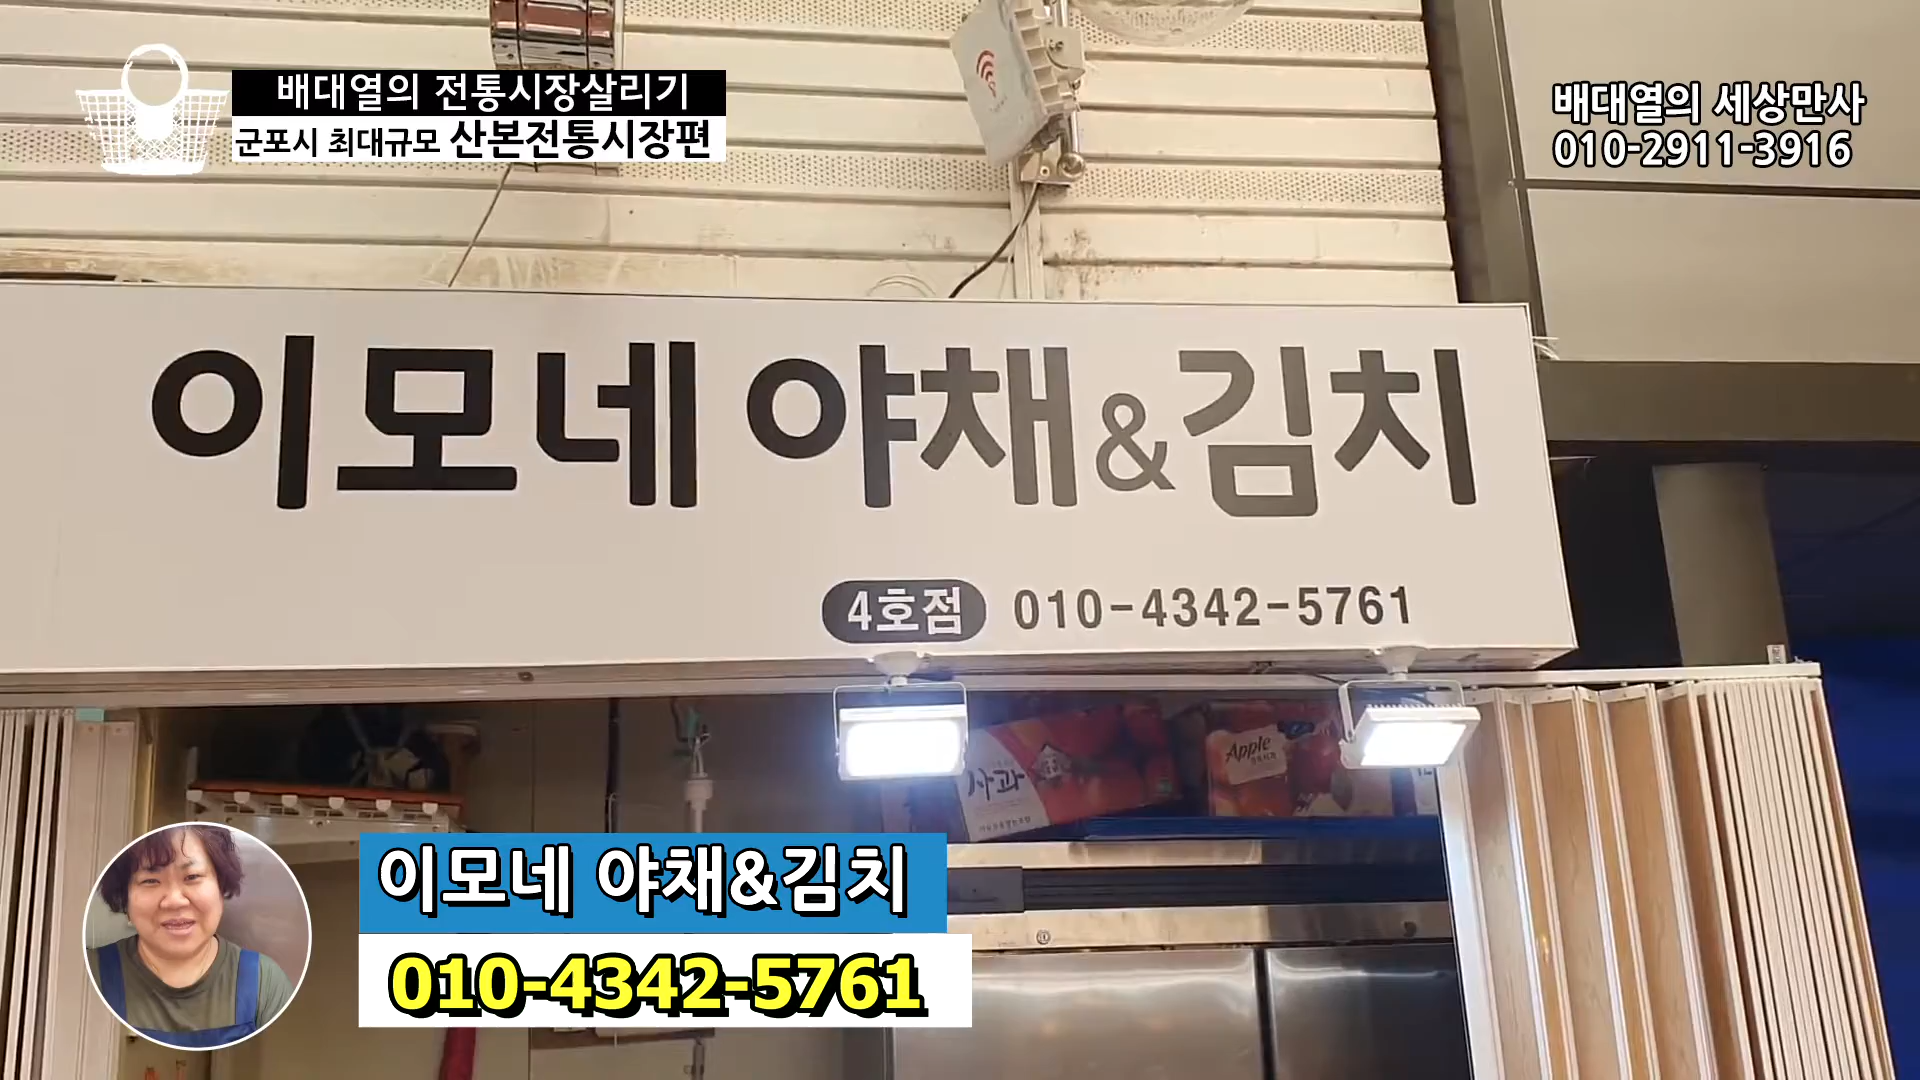 배대열의 전통시장살리기
군포시 최대규모 산본전통시장편
배대열의 세상만사
010-2911-3916
이모네 야채&김치
4호점 010-4342-5761
사과
Apple
이모네 야채&김치
010-4342-5761